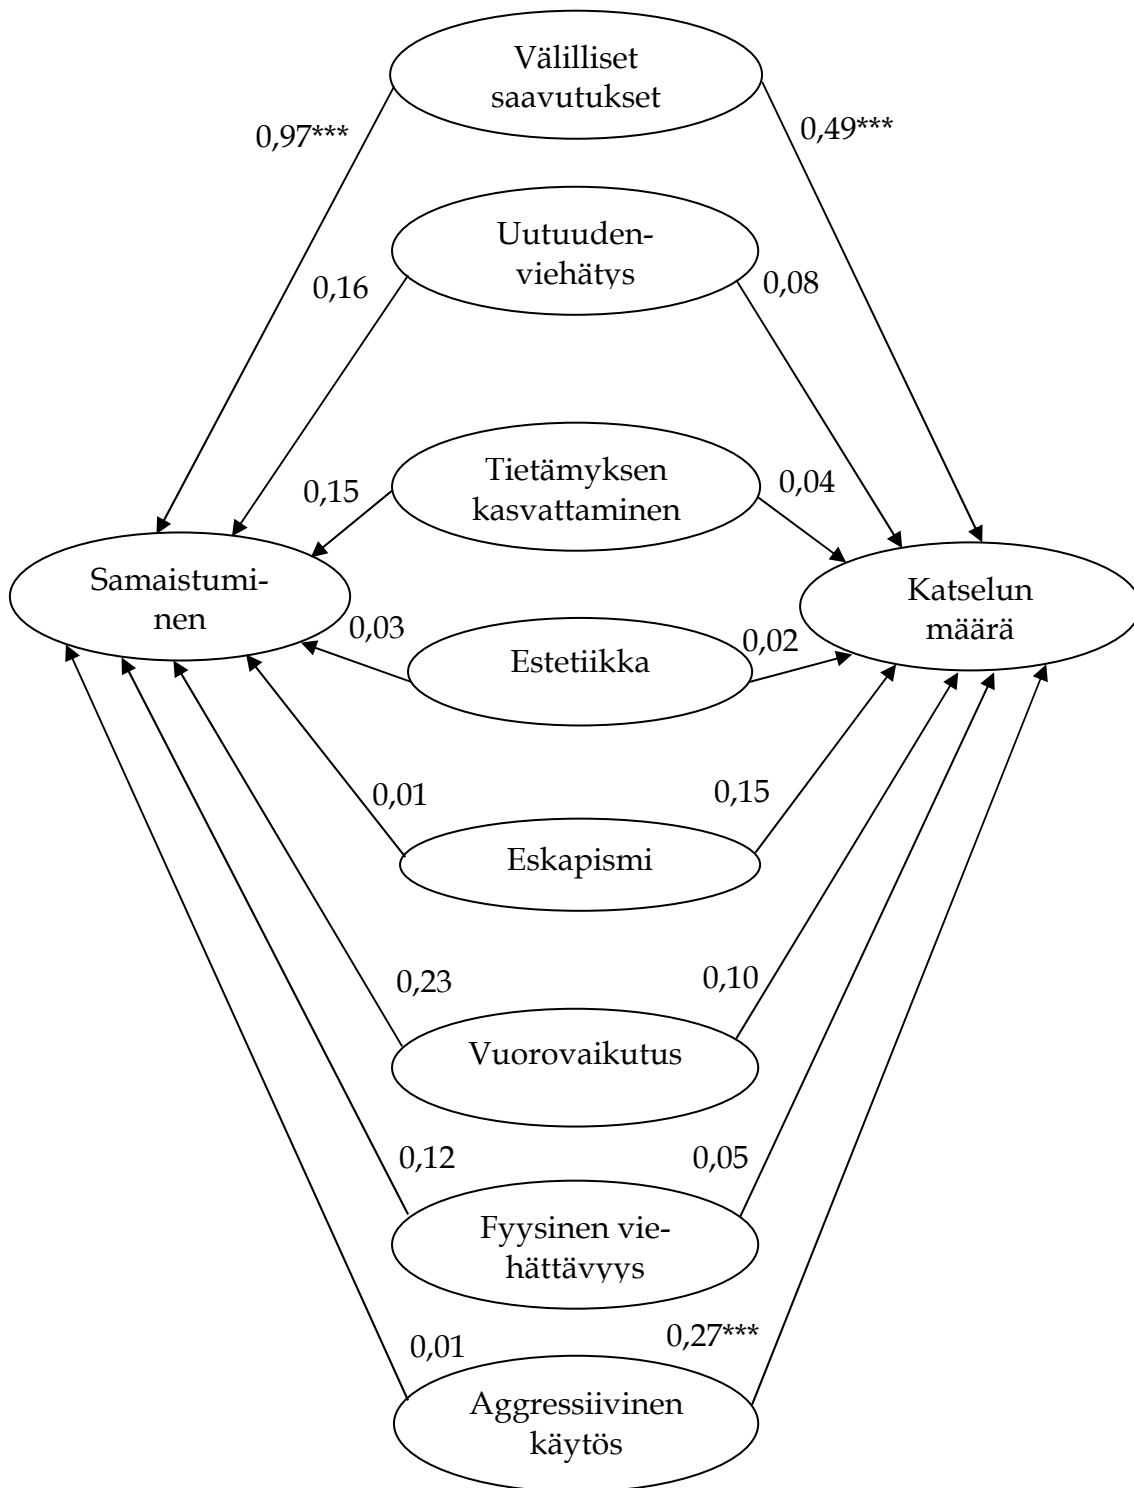 Välilliset
saavutukset
0,97***
0,49***
Uutuuden-
viehätys
0,16
0,08
Tietämyksen
kasvattaminen
0,15
0,04
Samaistumi-
nen
Katselun
määrä
0,03
Estetiikka
0,02
0,01
Eskapismi
0,15
0,23
Vuorovaikutus
0,10
0,12
Fyysinen vie-
hättävyys
0,05
0,01
Aggressiivinen
käytös
0,27***